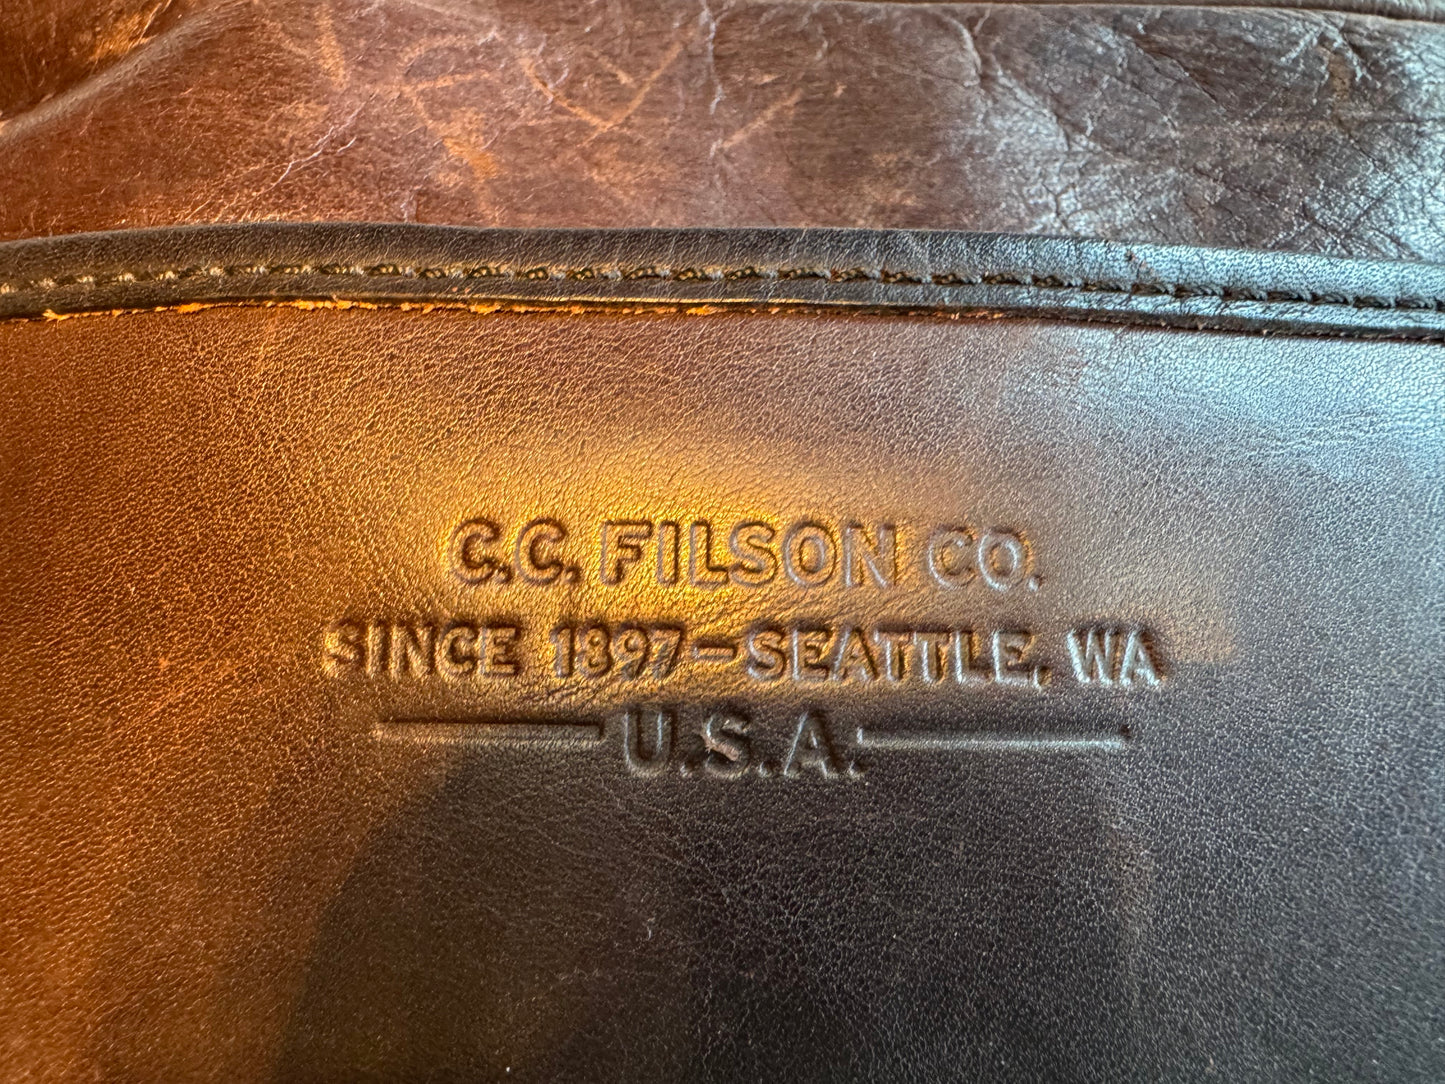 C.C. FILSON CO.
SINCE 1897-SEATTLE, WA
U.S.A.